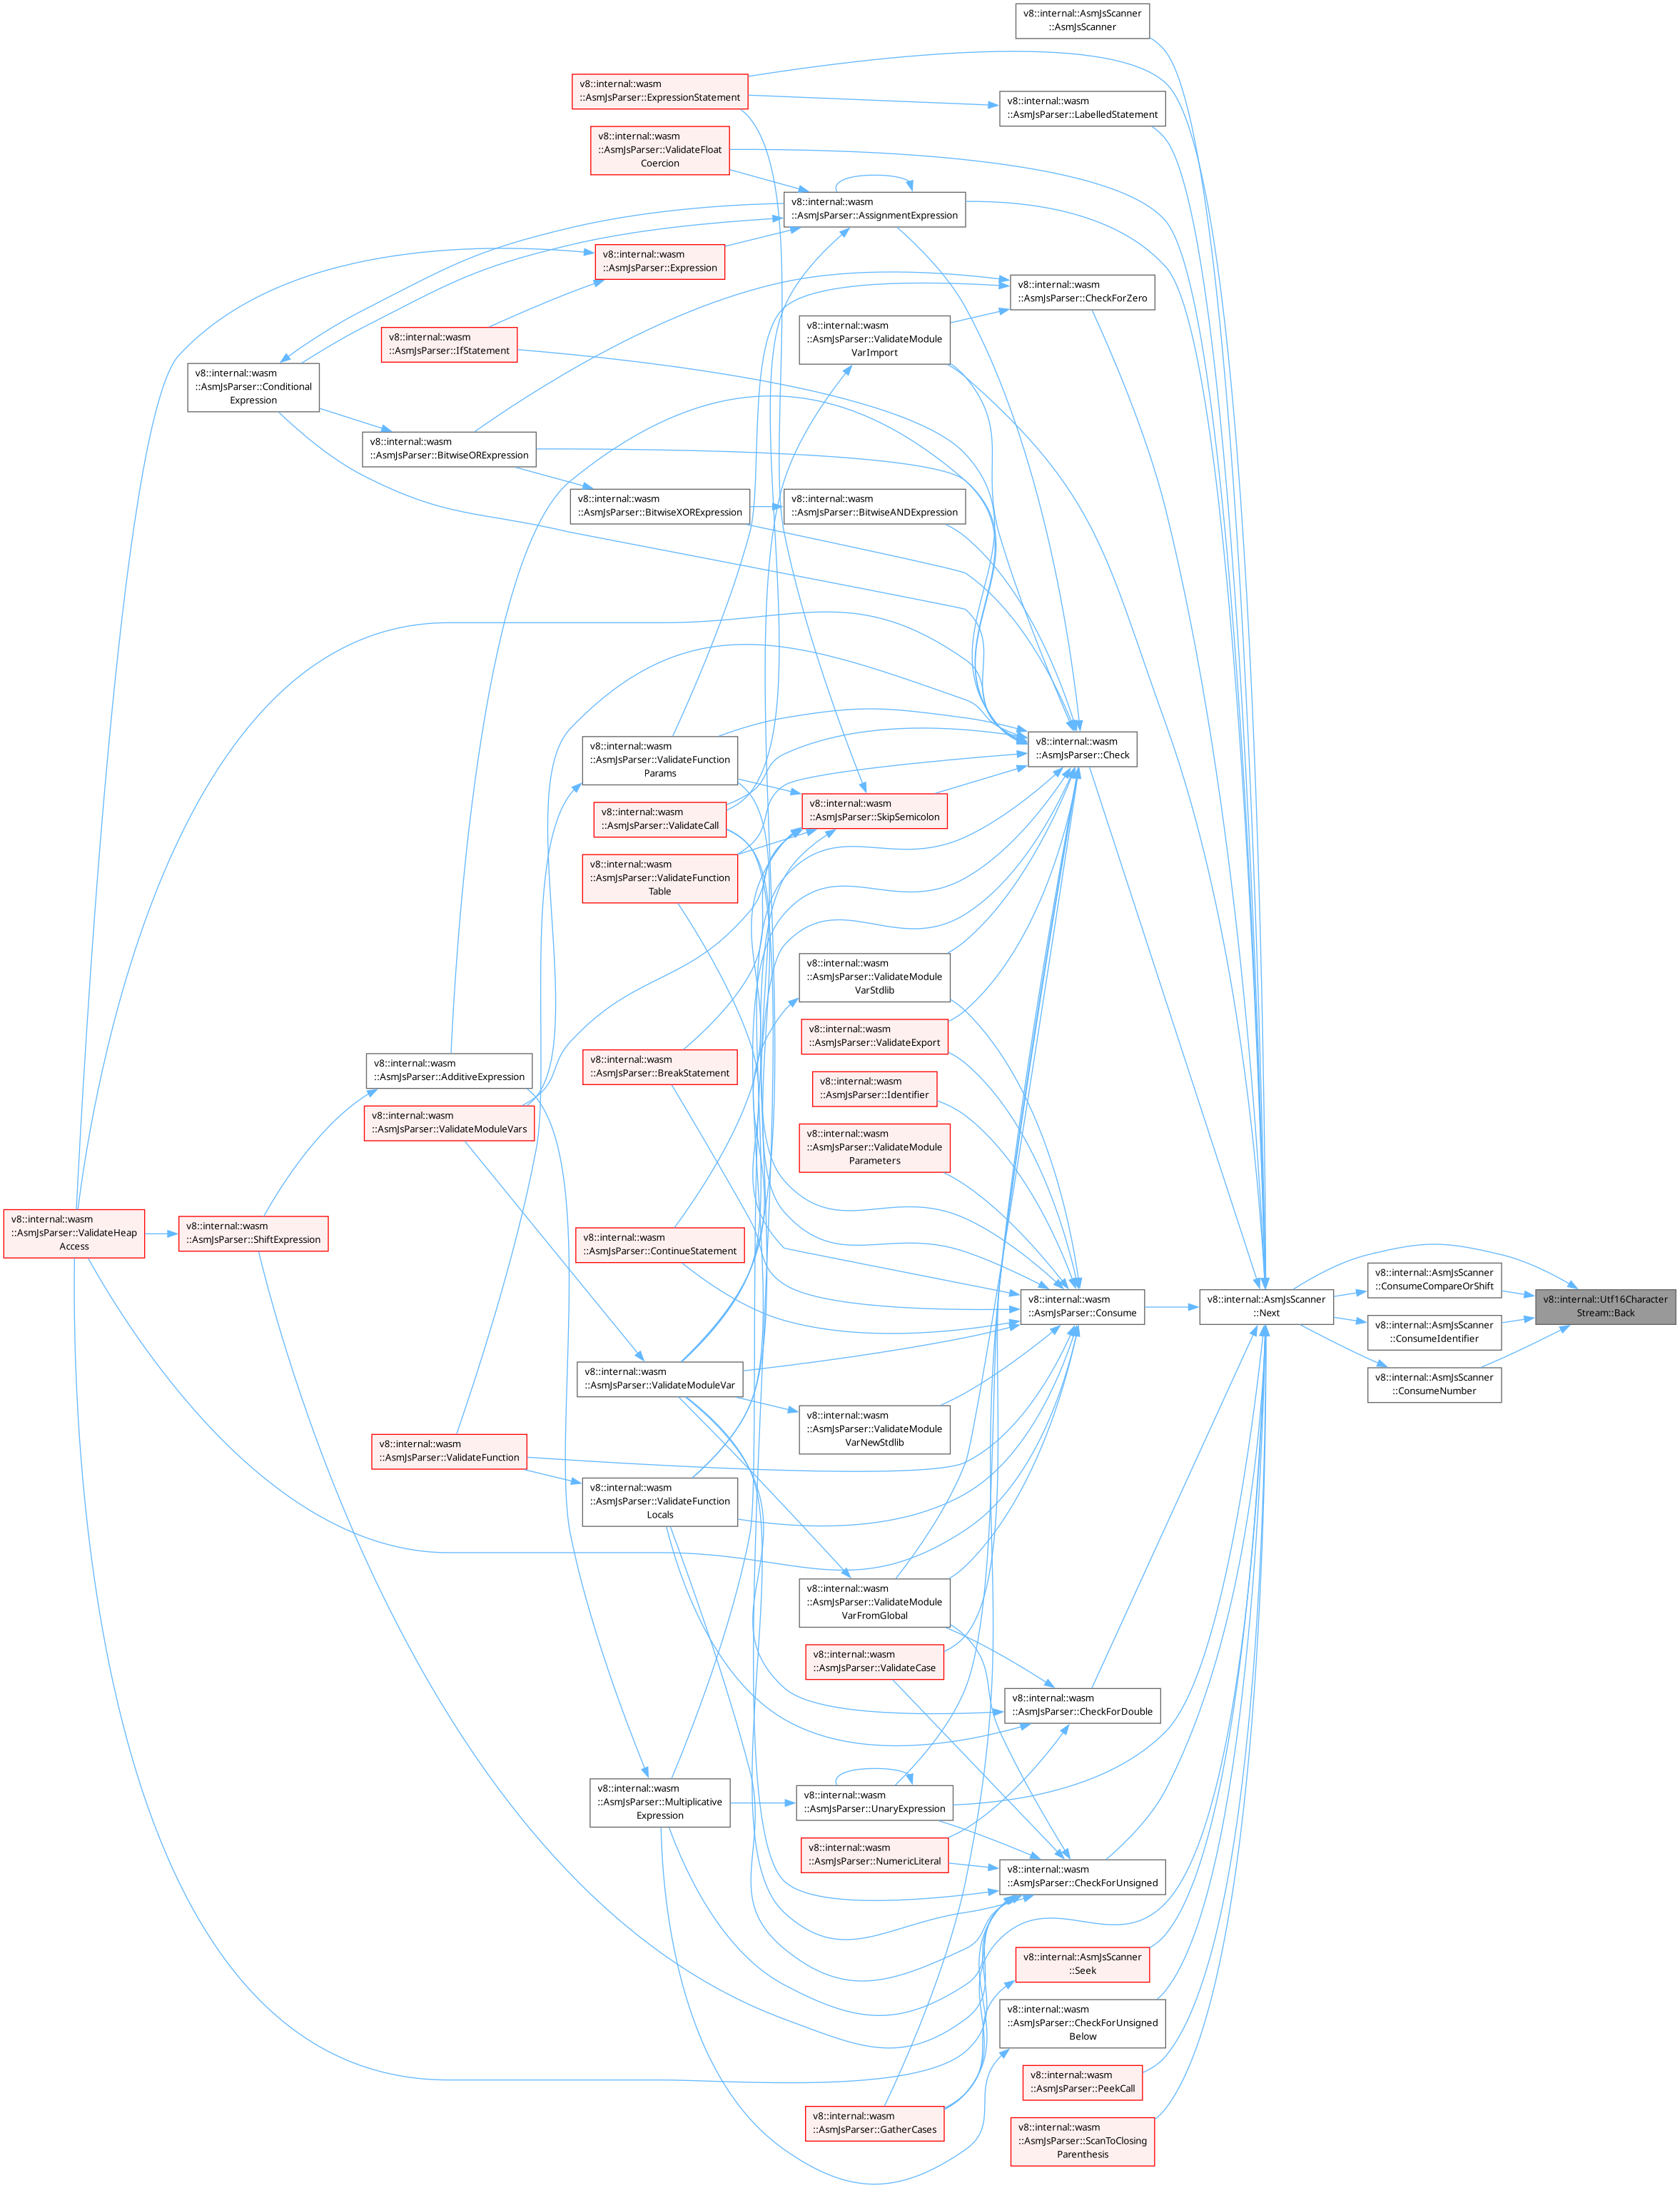 v8::internal::AsmJsScanner
::AsmJsScanner
v8::internal::wasm
::AsmJsParser::ExpressionStatement
v8::internal::wasm
::AsmJsParser::LabelledStatement
v8::internal::wasm
::AsmJsParser::ValidateFloat
Coercion
v8::internal::wasm
::AsmJsParser::AssignmentExpression
v8::internal::wasm
::AsmJsParser::Expression
v8::internal::wasm
::AsmJsParser::CheckForZero
v8::internal::wasm
::AsmJsParser::IfStatement
v8::internal::wasm
::AsmJsParser::ValidateModule
VarImport
v8::internal::wasm
::AsmJsParser::Conditional
Expression
v8::internal::wasm
::AsmJsParser::BitwiseORExpression
v8::internal::wasm
::AsmJsParser::BitwiseXORExpression
v8::internal::wasm
::AsmJsParser::BitwiseANDExpression
v8::internal::wasm
::AsmJsParser::Check
v8::internal::wasm
::AsmJsParser::ValidateFunction
Params
v8::internal::wasm
::AsmJsParser::ValidateCall
v8::internal::wasm
::AsmJsParser::SkipSemicolon
v8::internal::wasm
::AsmJsParser::ValidateFunction
Table
v8::internal::wasm
::AsmJsParser::ValidateModule
VarStdlib
v8::internal::wasm
::AsmJsParser::ValidateExport
v8::internal::wasm
::AsmJsParser::BreakStatement
v8::internal::wasm
::AsmJsParser::AdditiveExpression
v8::internal::wasm
::AsmJsParser::Identifier
v8::internal::wasm
::AsmJsParser::ValidateModuleVars
v8::internal::wasm
::AsmJsParser::ValidateModule
Parameters
v8::internal::wasm
::AsmJsParser::ValidateHeap
Access
v8::internal::wasm
::AsmJsParser::ShiftExpression
v8::internal::wasm
::AsmJsParser::ContinueStatement
v8::internal::wasm
::AsmJsParser::Consume
v8::internal::AsmJsScanner
::Next
v8::internal::AsmJsScanner
::ConsumeCompareOrShift
v8::internal::Utf16Character
Stream::Back
v8::internal::AsmJsScanner
::ConsumeIdentifier
v8::internal::AsmJsScanner
::ConsumeNumber
v8::internal::wasm
::AsmJsParser::ValidateModuleVar
v8::internal::wasm
::AsmJsParser::ValidateModule
VarNewStdlib
v8::internal::wasm
::AsmJsParser::ValidateFunction
v8::internal::wasm
::AsmJsParser::ValidateFunction
Locals
v8::internal::wasm
::AsmJsParser::ValidateModule
VarFromGlobal
v8::internal::wasm
::AsmJsParser::ValidateCase
v8::internal::wasm
::AsmJsParser::CheckForDouble
v8::internal::wasm
::AsmJsParser::Multiplicative
Expression
v8::internal::wasm
::AsmJsParser::UnaryExpression
v8::internal::wasm
::AsmJsParser::NumericLiteral
v8::internal::wasm
::AsmJsParser::CheckForUnsigned
v8::internal::AsmJsScanner
::Seek
v8::internal::wasm
::AsmJsParser::CheckForUnsigned
Below
v8::internal::wasm
::AsmJsParser::PeekCall
v8::internal::wasm
::AsmJsParser::GatherCases
v8::internal::wasm
::AsmJsParser::ScanToClosing
Parenthesis